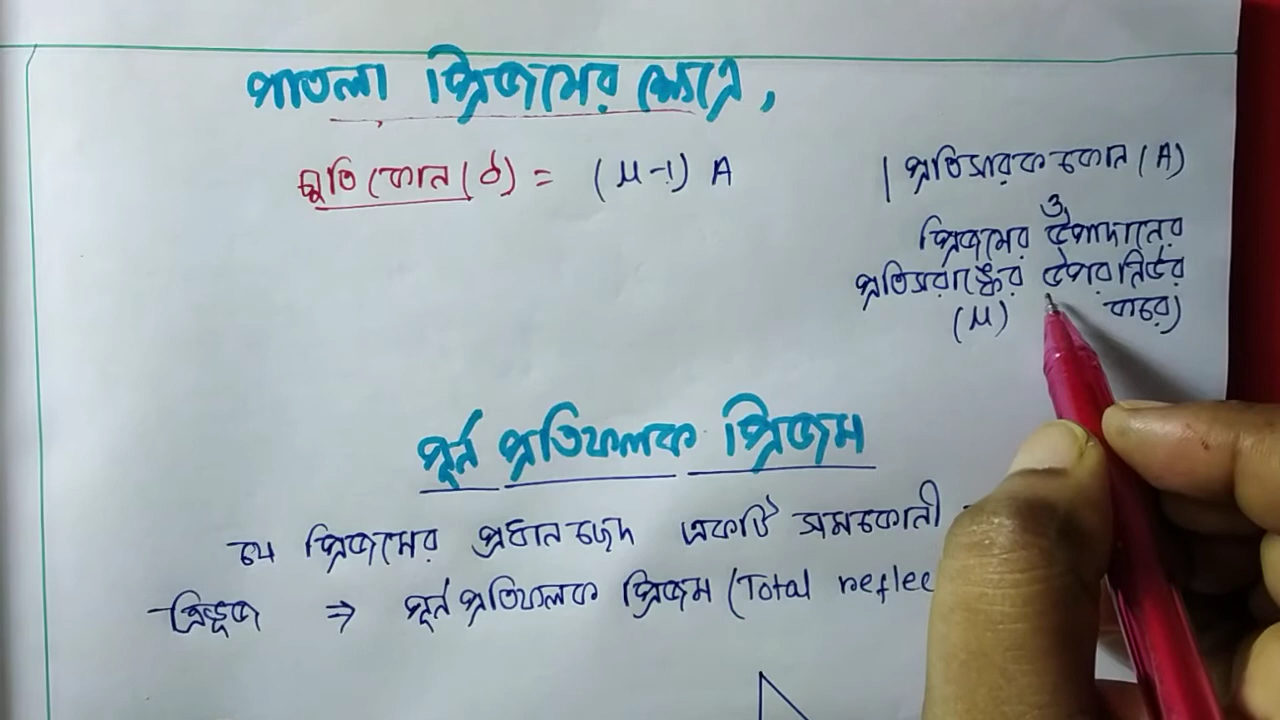 পাতলা প্রিজমের ক্ষেত্রে,
চ্যুতি কোন (δ) = (μ-1) A
| প্রতিসারক কোন (A)
ও
প্রিজমের উপাদানের
প্রতিসরাঙ্কের উপর নির্ভর
(μ) করে)
পূর্ন প্রতিফলক প্রিজম
যে প্রিজমের প্রধান ছেদ একটি সমকোনী
ত্রিভূজ ⇒ পূর্ন প্রতিফলক প্রিজম (Total reflec